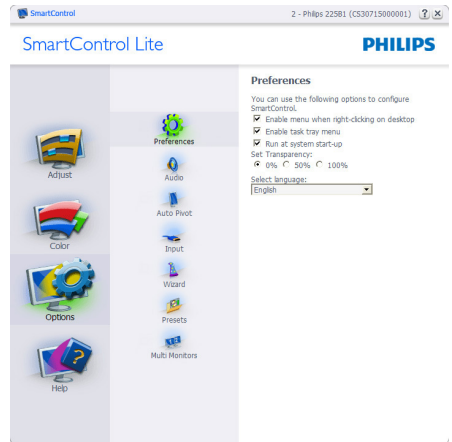 SmartControl
2 - Philips 225B1 (CS30715000001)
?
SmartControl Lite
PHILIPS
Adjust
Color
Options
?
Help
Preferences
Audio
Auto Pivot
Input
Wizard
Presets
Multi Monitors
Preferences
You can use the following options to configure
SmartControl.
Enable menu when right-clicking on desktop
Enable task tray menu
Run at system start-up
Set Transparency:
0% 50% 100%
Select language:
English